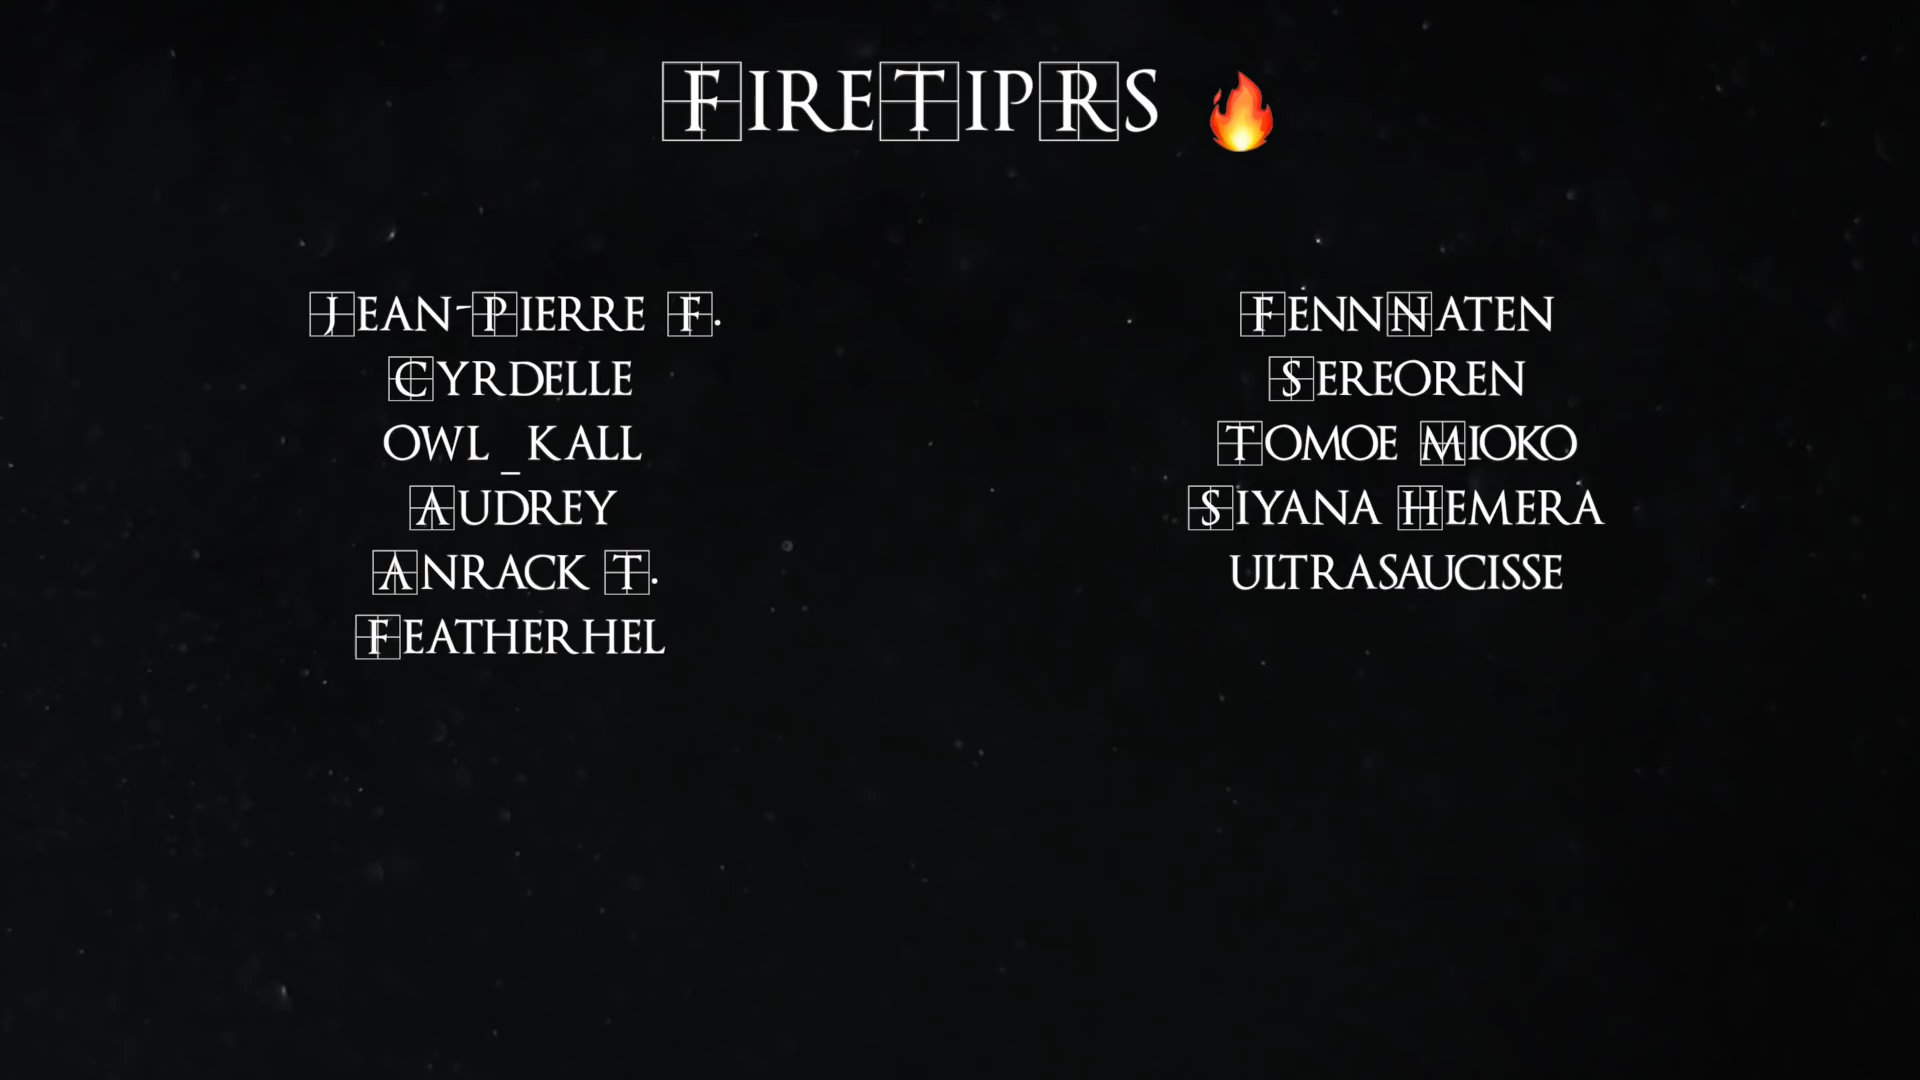 FireTipRs 🔥
Jean-Pierre F.
Cyrdelle
owl_kall
Audrey
Anrack T.
Featherhel
FennNaten
Sereoren
Tomoe Mioko
Siyana Hemera
ultrasaucisse